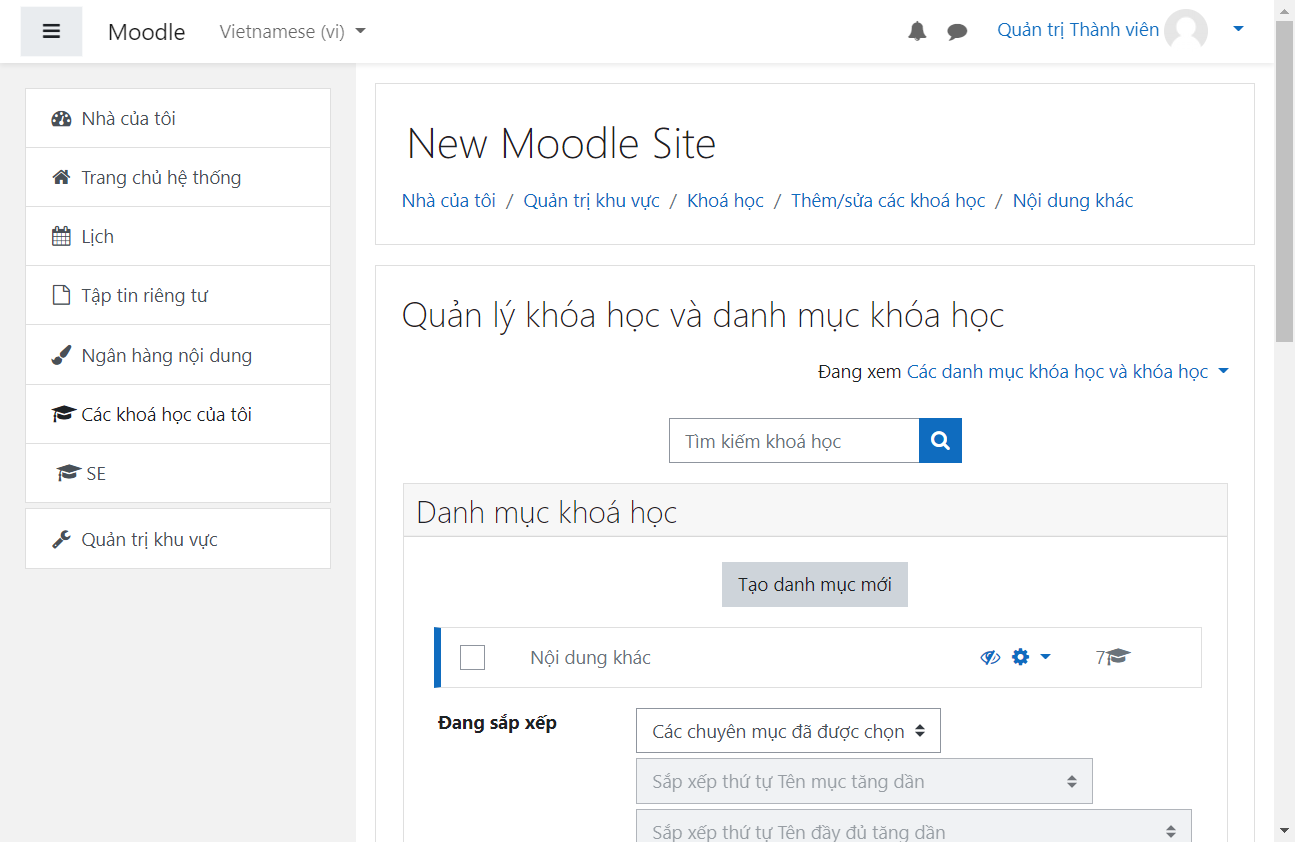 Moodle Vietnamese (vi) Quản trị Thành viên
Nhà của tôi
Trang chủ hệ thống
Lịch
Tập tin riêng tư
Ngân hàng nội dung
Các khoá học của tôi
SE
Quản trị khu vực
New Moodle Site
Nhà của tôi / Quản trị khu vực / Khoá học / Thêm/sửa các khoá học / Nội dung khác
Quản lý khóa học và danh mục khóa học
Đang xem Các danh mục khóa học và khóa học
Tìm kiếm khoá học
Danh mục khoá học
Tạo danh mục mới
Nội dung khác 7
Đang sắp xếp Các chuyên mục đã được chọn
Sắp xếp thứ tự Tên mục tăng dần
Sắp xếp thứ tự Tên đầy đủ tăng dần